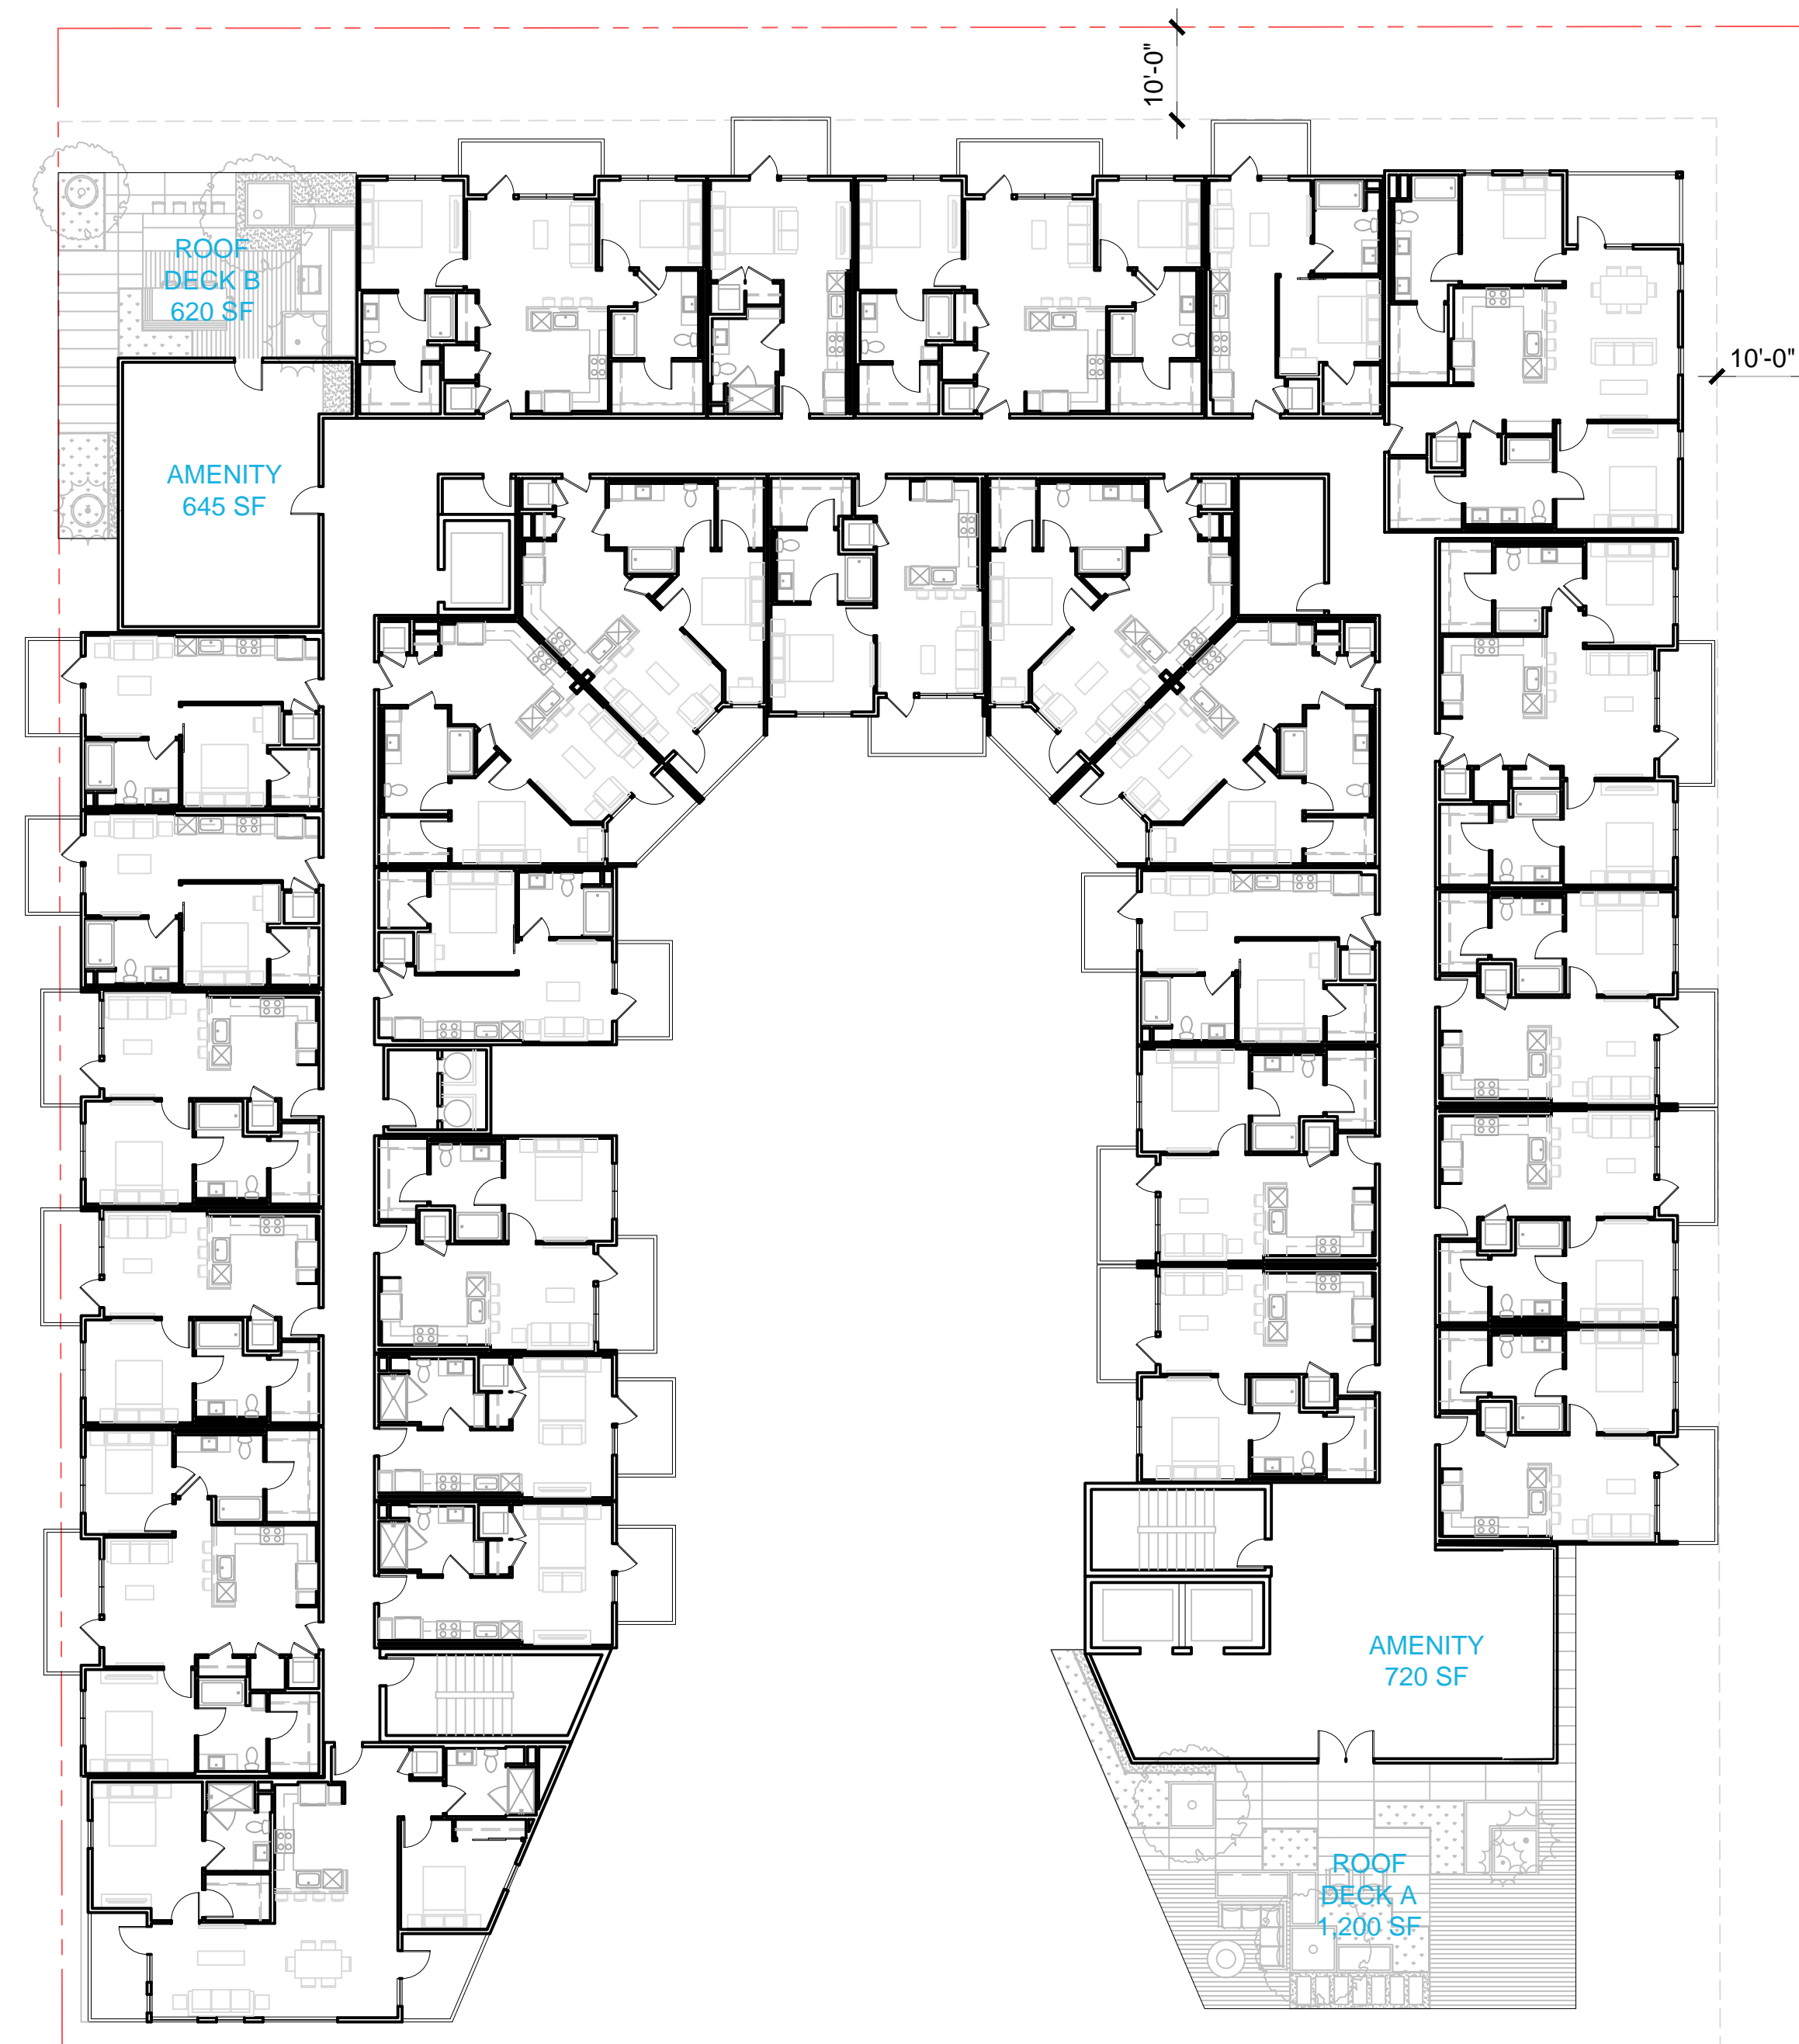 10'-0"
ROOF
DECK B
620 SF
10'-0"
AMENITY
645 SF
AMENITY
720 SF
ROOF
DECK A
1,200 SF